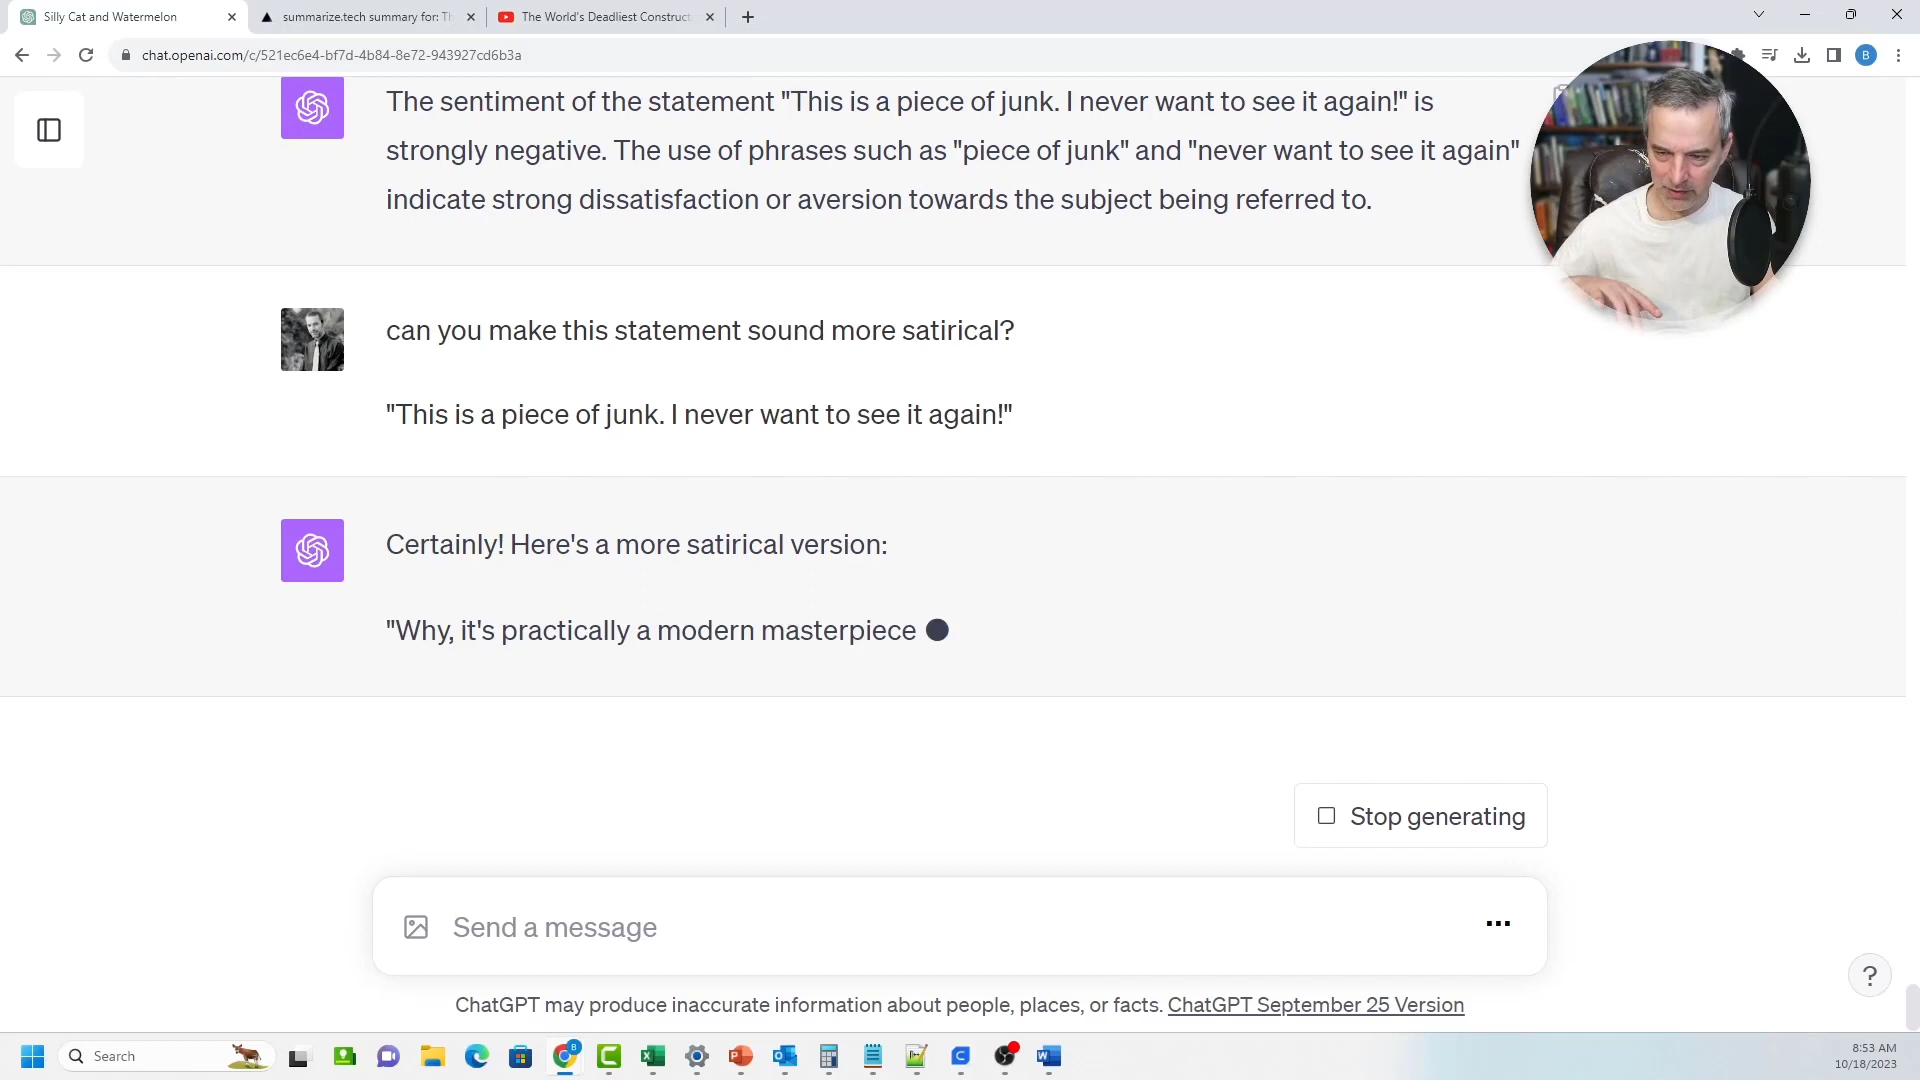 Silly Cat and Watermelon
summarize.tech summary for: Th
The World's Deadliest Construct
chat.openai.com/c/521ec6e4-bf7d-4b84-8e72-943927cd6b3a
B
The sentiment of the statement "This is a piece of junk. I never want to see it again!" is
strongly negative. The use of phrases such as "piece of junk" and "never want to see it again"
indicate strong dissatisfaction or aversion towards the subject being referred to.
can you make this statement sound more satirical?
"This is a piece of junk. I never want to see it again!"
Certainly! Here's a more satirical version:
"Why, it's practically a modern masterpiece
Stop generating
Send a message
?
ChatGPT may produce inaccurate information about people, places, or facts. ChatGPT September 25 Version
Search
8:53 AM
10/18/2023